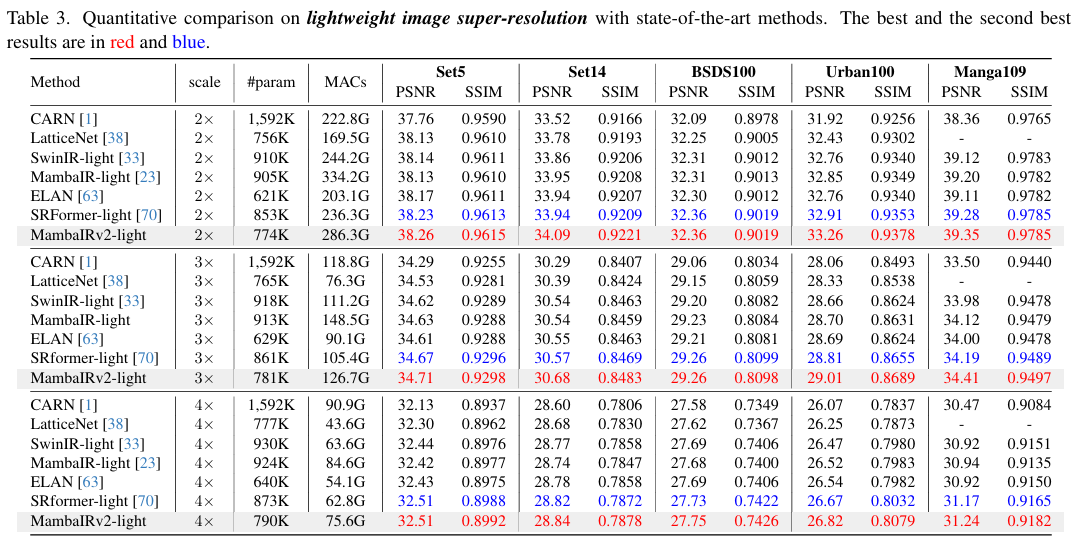 Table 3. Quantitative comparison on lightweight image super-resolution with state-of-the-art methods. The best and the second best
results are in red and blue.
Method scale #param MACs Set5 Set14 BSDS100 Urban100 Manga109
PSNR SSIM PSNR SSIM PSNR SSIM PSNR SSIM PSNR SSIM
CARN [1] 2× 1,592K 222.8G 37.76 0.9590 33.52 0.9166 32.09 0.8978 31.92 0.9256 38.36 0.9765
LatticeNet [38] 2× 756K 169.5G 38.13 0.9610 33.78 0.9193 32.25 0.9005 32.43 0.9302 - -
SwinIR-light [33] 2× 910K 244.2G 38.14 0.9611 33.86 0.9206 32.31 0.9012 32.76 0.9340 39.12 0.9783
MambaIR-light [23] 2× 905K 334.2G 38.13 0.9610 33.95 0.9208 32.31 0.9013 32.85 0.9349 39.20 0.9782
ELAN [63] 2× 621K 203.1G 38.17 0.9611 33.94 0.9207 32.30 0.9012 32.76 0.9340 39.11 0.9782
SRFormer-light [70] 2× 853K 236.3G 38.23 0.9613 33.94 0.9209 32.36 0.9019 32.91 0.9353 39.28 0.9785
MambaIRv2-light 2× 774K 286.3G 38.26 0.9615 34.09 0.9221 32.36 0.9019 33.26 0.9378 39.35 0.9785
CARN [1] 3× 1,592K 118.8G 34.29 0.9255 30.29 0.8407 29.06 0.8034 28.06 0.8493 33.50 0.9440
LatticeNet [38] 3× 765K 76.3G 34.53 0.9281 30.39 0.8424 29.15 0.8059 28.33 0.8538 - -
SwinIR-light [33] 3× 918K 111.2G 34.62 0.9289 30.54 0.8463 29.20 0.8082 28.66 0.8624 33.98 0.9478
MambaIR-light 3× 913K 148.5G 34.63 0.9288 30.54 0.8459 29.23 0.8084 28.70 0.8631 34.12 0.9479
ELAN [63] 3× 629K 90.1G 34.61 0.9288 30.55 0.8463 29.21 0.8081 28.69 0.8624 34.00 0.9478
SRformer-light [70] 3× 861K 105.4G 34.67 0.9296 30.57 0.8469 29.26 0.8099 28.81 0.8655 34.19 0.9489
MambaIRv2-light 3× 781K 126.7G 34.71 0.9298 30.68 0.8483 29.26 0.8098 29.01 0.8689 34.41 0.9497
CARN [1] 4× 1,592K 90.9G 32.13 0.8937 28.60 0.7806 27.58 0.7349 26.07 0.7837 30.47 0.9084
LatticeNet [38] 4× 777K 43.6G 32.30 0.8962 28.68 0.7830 27.62 0.7367 26.25 0.7873 - -
SwinIR-light [33] 4× 930K 63.6G 32.44 0.8976 28.77 0.7858 27.69 0.7406 26.47 0.7980 30.92 0.9151
MambaIR-light [23] 4× 924K 84.6G 32.42 0.8977 28.74 0.7847 27.68 0.7400 26.52 0.7983 30.94 0.9135
ELAN [63] 4× 640K 54.1G 32.43 0.8975 28.78 0.7858 27.69 0.7406 26.54 0.7982 30.92 0.9150
SRformer-light [70] 4× 873K 62.8G 32.51 0.8988 28.82 0.7872 27.73 0.7422 26.67 0.8032 31.17 0.9165
MambaIRv2-light 4× 790K 75.6G 32.51 0.8992 28.84 0.7878 27.75 0.7426 26.82 0.8079 31.24 0.9182